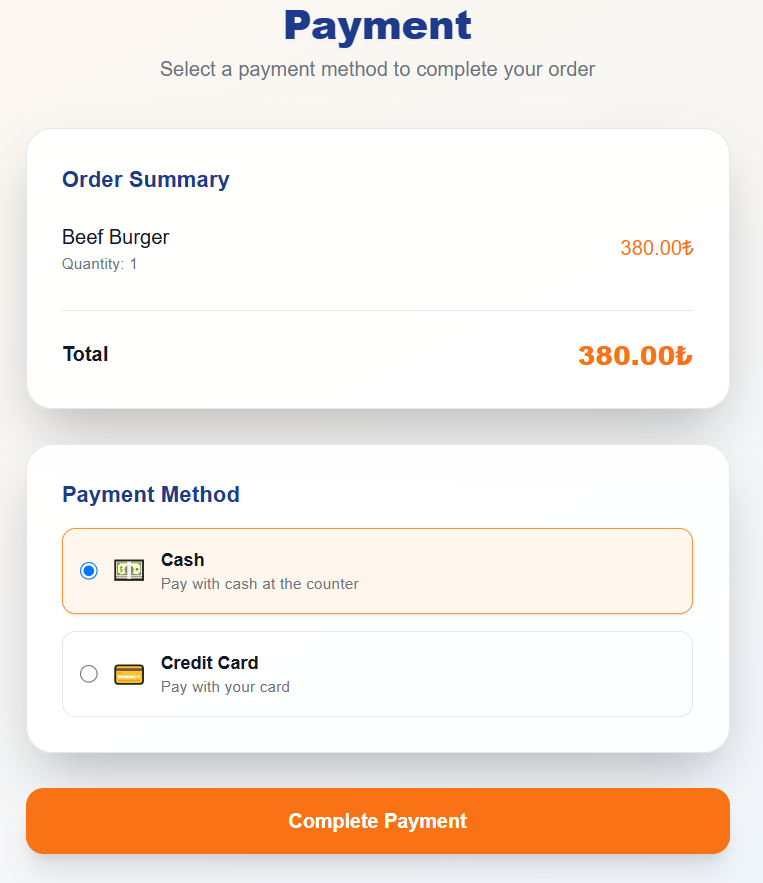 Payment
Select a payment method to complete your order
Order Summary
Beef Burger
380.00₺
Quantity: 1
Total
380.00₺
Payment Method
Cash
Pay with cash at the counter
Credit Card
Pay with your card
Complete Payment